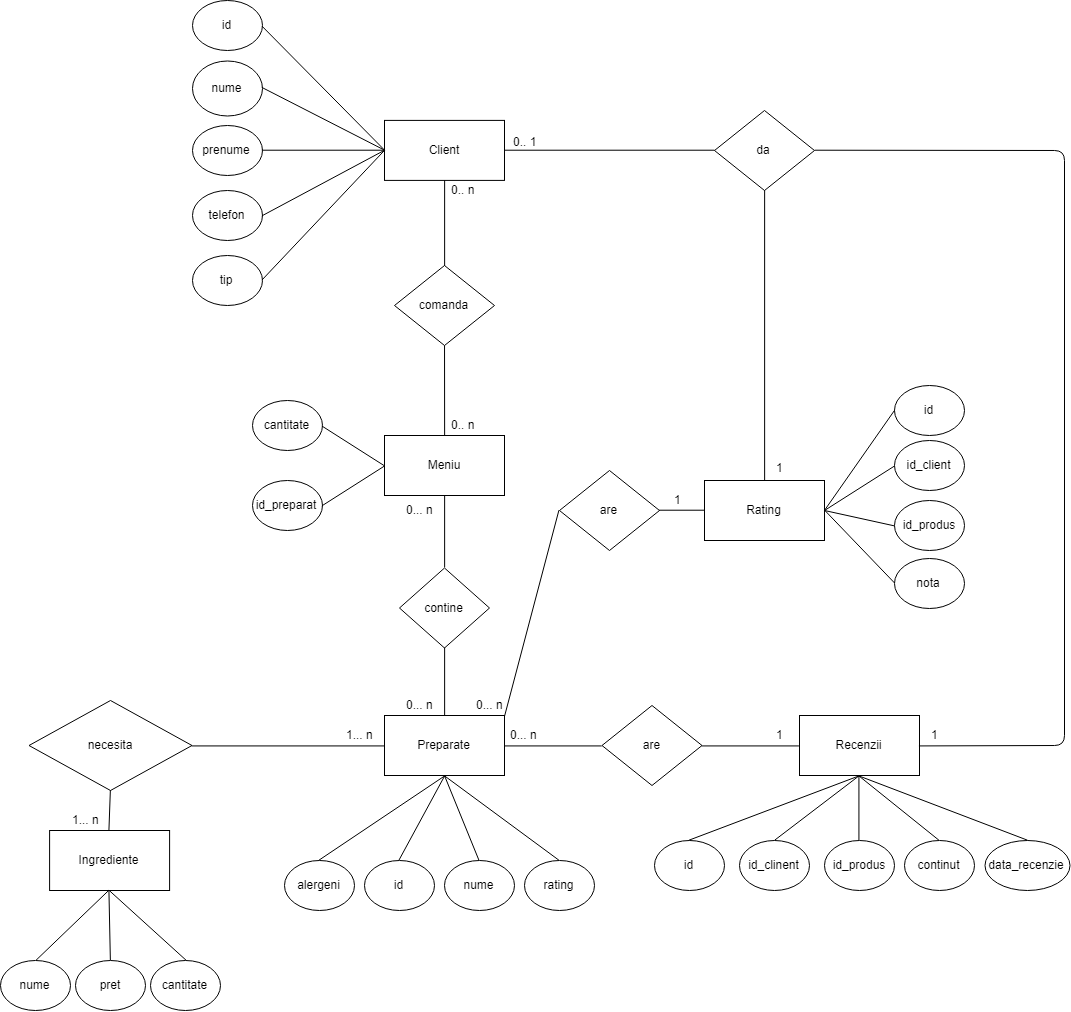 id
nume
prenume
telefon
tip
Client
0.. 1
da
0.. n
comanda
0.. n
cantitate
Meniu
id_preparat
0... n
are
1
1
Rating
id
id_client
id_produs
nota
contine
0... n
0... n
necesita
1... n
Preparate
0... n
are
1
Recenzii
1
1... n
Ingrediente
alergeni
id
nume
rating
id
id_clinent
id_produs
continut
data_recenzie
nume
pret
cantitate